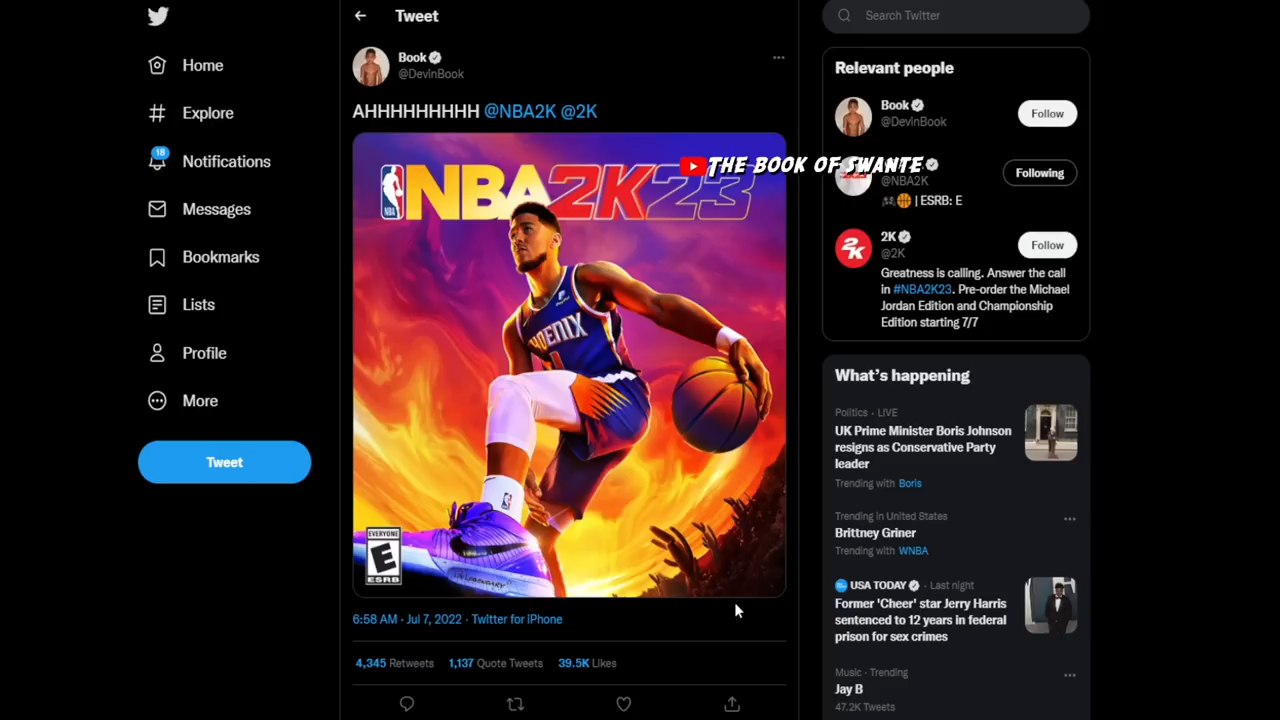 Tweet
Search Twitter
Book
@DevinBook
AHHHHHHHHH @NBA2K @2K
NBA 2K23
NBA
PHOENIX
EVERYONE
E
ESRB
6:58 AM · Jul 7, 2022 · Twitter for iPhone
4,345 Retweets 1,137 Quote Tweets 39.5K Likes
THE BOOK OF SWANTE
Home
Explore
18
Notifications
Messages
Bookmarks
Lists
Profile
More
Tweet
Relevant people
Book
@DevinBook
Follow
@NBA2K
Following
| ESRB: E
2K
2K
@2K
Follow
Greatness is calling. Answer the call
in #NBA2K23. Pre-order the Michael
Jordan Edition and Championship
Edition starting 7/7
What's happening
Politics · LIVE
UK Prime Minister Boris Johnson
resigns as Conservative Party
leader
Trending with Boris
Trending in United States
Brittney Griner
Trending with WNBA
USA TODAY · Last night
Former 'Cheer' star Jerry Harris
sentenced to 12 years in federal
prison for sex crimes
Music · Trending
Jay B
47.2K Tweets